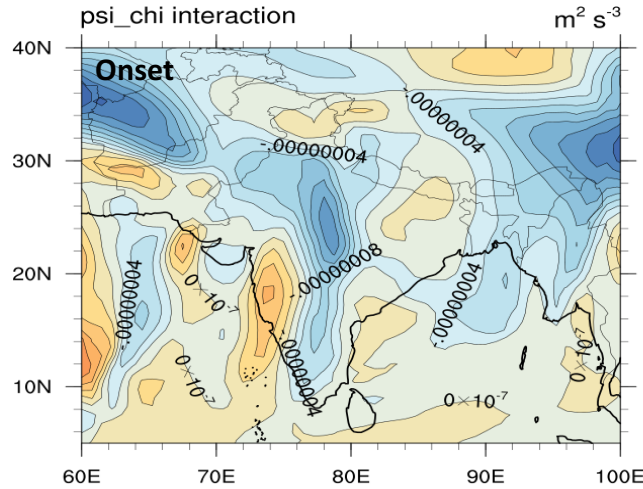 psi_chi interaction
m² s⁻³
40N
Onset
-.00000004
-.00000004
30N
-.00000008
20N
-.00000004
0×10⁻⁷
-.00000004
-.00000004
0×10⁻⁷
0×10⁻⁷
10N
0×10⁻⁷
60E
70E
80E
90E
100E